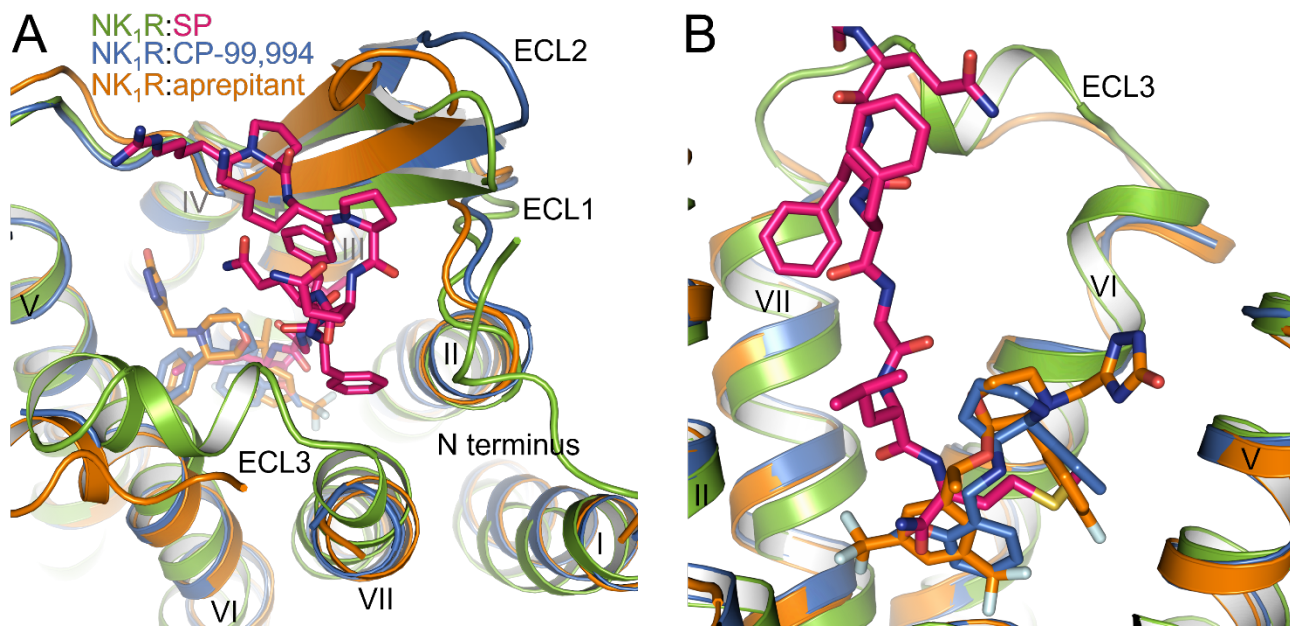 A
NK₁R:SP
NK₁R:CP-99,994
NK₁R:aprepitant
ECL2
IV
ECL1
III
V
II
N terminus
ECL3
I
VII
VI
B
ECL3
VII
VI
II
V